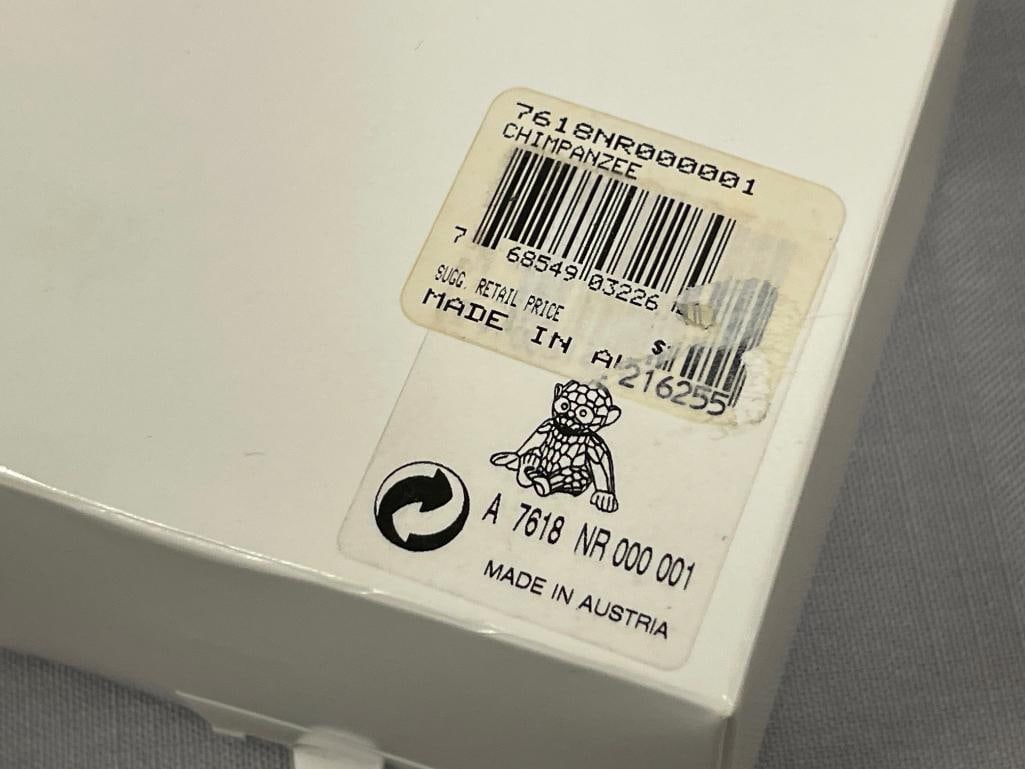 7618NR000001
CHIMPANZEE
7 68549 03226
SUGG. RETAIL PRICE
$
MADE IN
216255
A 7618 NR 000 001
MADE IN AUSTRIA